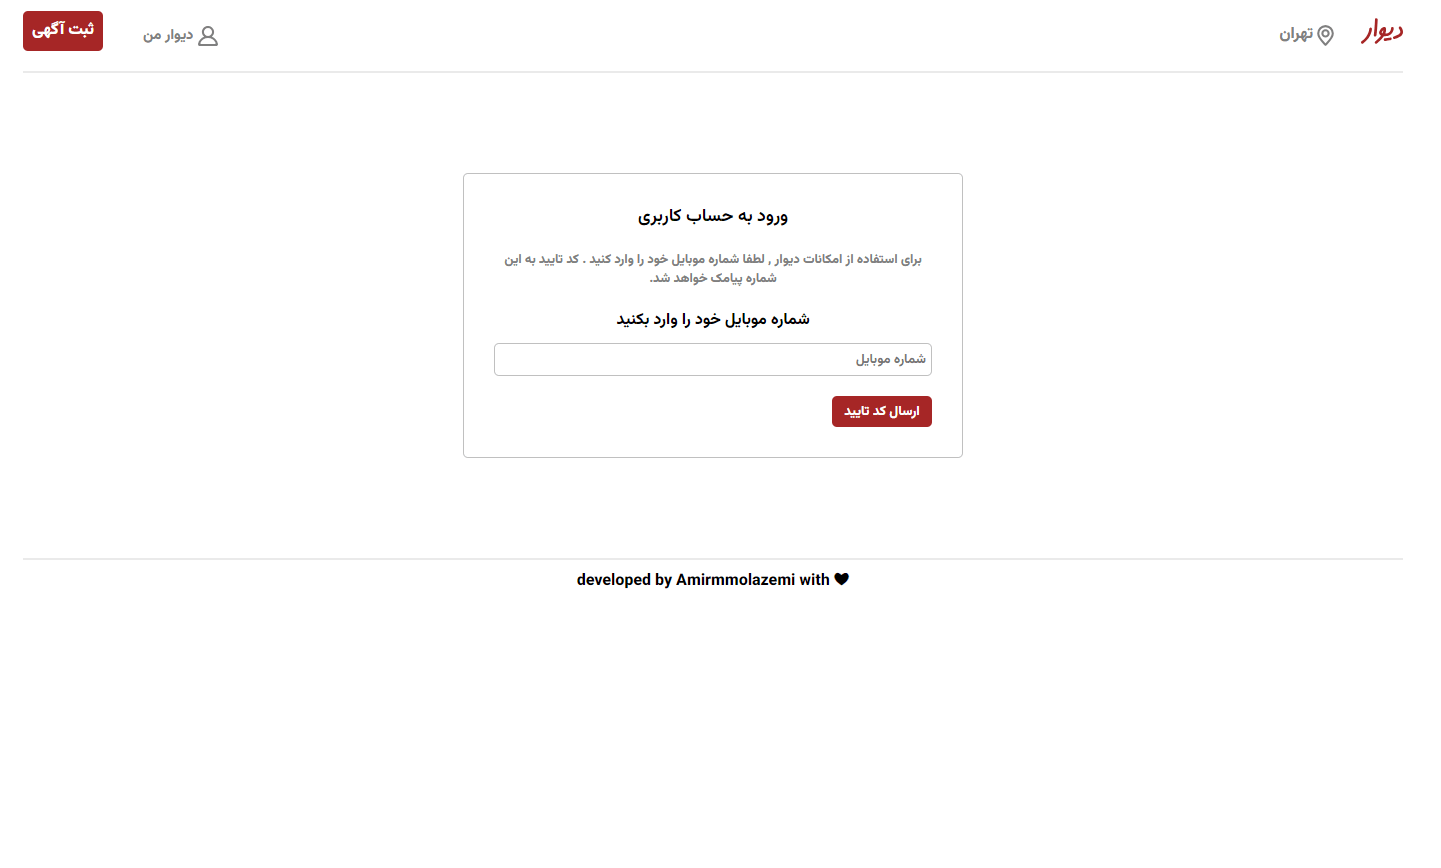 دیوار
تهران
دیوار من
ثبت آگهی
ورود به حساب کاربری
برای استفاده از امکانات دیوار , لطفا شماره موبایل خود را وارد کنید . کد تایید به این
شماره پیامک خواهد شد.
شماره موبایل خود را وارد بکنید
شماره موبایل
ارسال کد تایید
developed by Amirmmolazemi with ♥